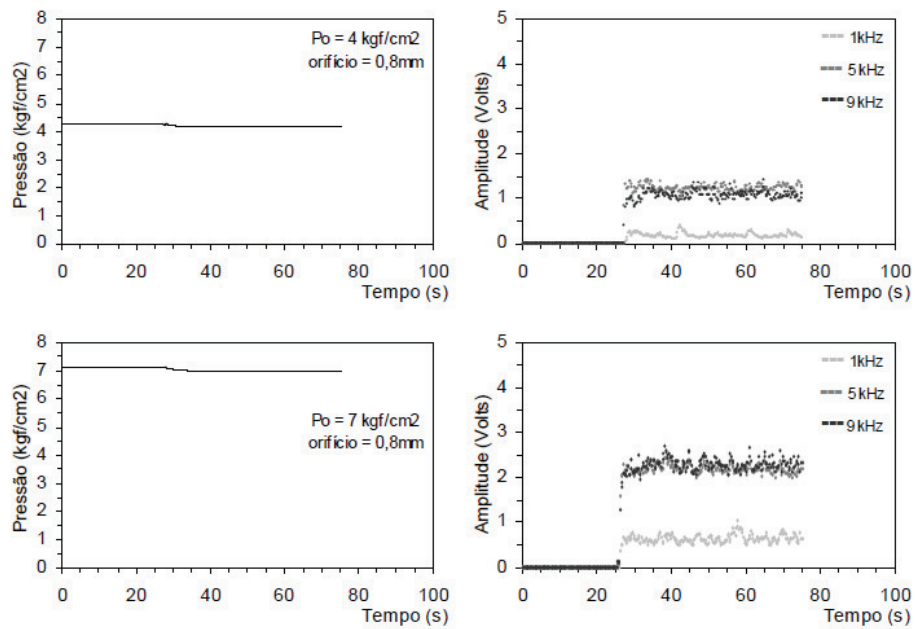 Pressão (kgf/cm2)
8
7
6
5
4
3
2
1
0
Po = 4 kgf/cm2
orifício = 0,8mm
0 20 40 60 80 100
Tempo (s)
Amplitude (Volts)
5
4
3
2
1
0
1kHz
5kHz
9kHz
0 20 40 60 80 100
Tempo (s)
Pressão (kgf/cm2)
8
7
6
5
4
3
2
1
0
Po = 7 kgf/cm2
orifício = 0,8mm
0 20 40 60 80 100
Tempo (s)
Amplitude (Volts)
5
4
3
2
1
0
1kHz
5kHz
9kHz
0 20 40 60 80 100
Tempo (s)